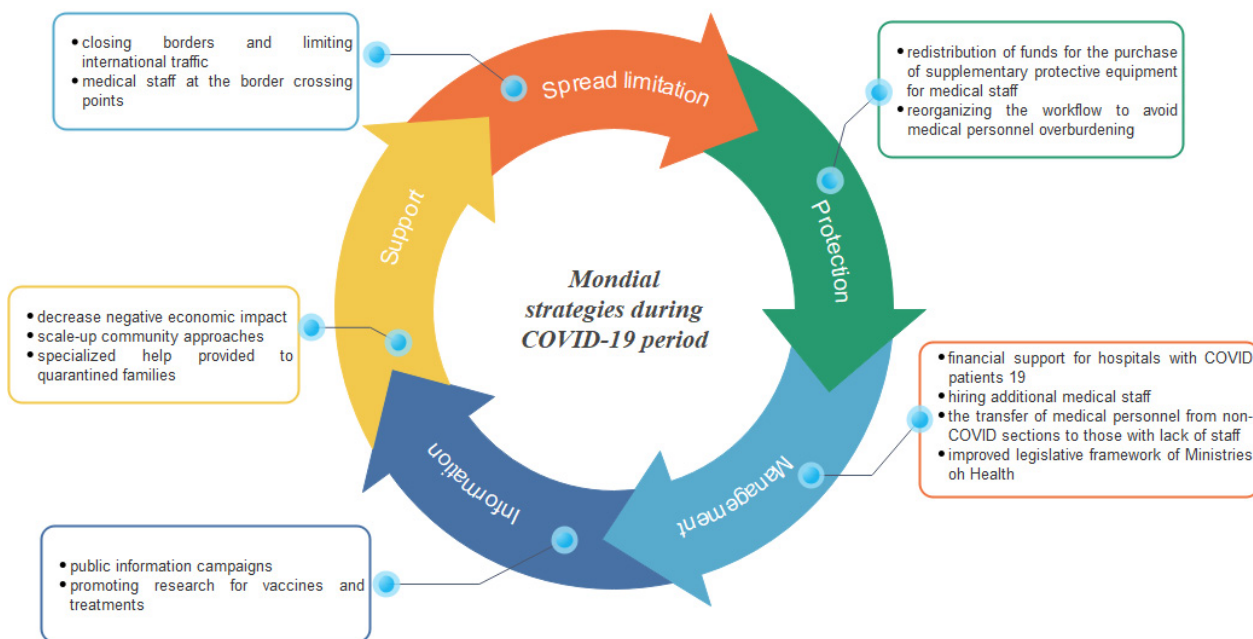 • closing borders and limiting
international traffic
• medical staff at the border crossing
points
Spread limitation
• redistribution of funds for the purchase
of supplementary protective equipment
for medical staff
• reorganizing the workflow to avoid
medical personnel overburdening
Protection
• financial support for hospitals with COVID
patients 19
• hiring additional medical staff
• the transfer of medical personnel from non-
COVID sections to those with lack of staff
• improved legislative framework of Ministries
oh Health
Management
• public information campaigns
• promoting research for vaccines and
treatments
Information
• decrease negative economic impact
• scale-up community approaches
• specialized help provided to
quarantined families
Support
Mondial
strategies during
COVID-19 period